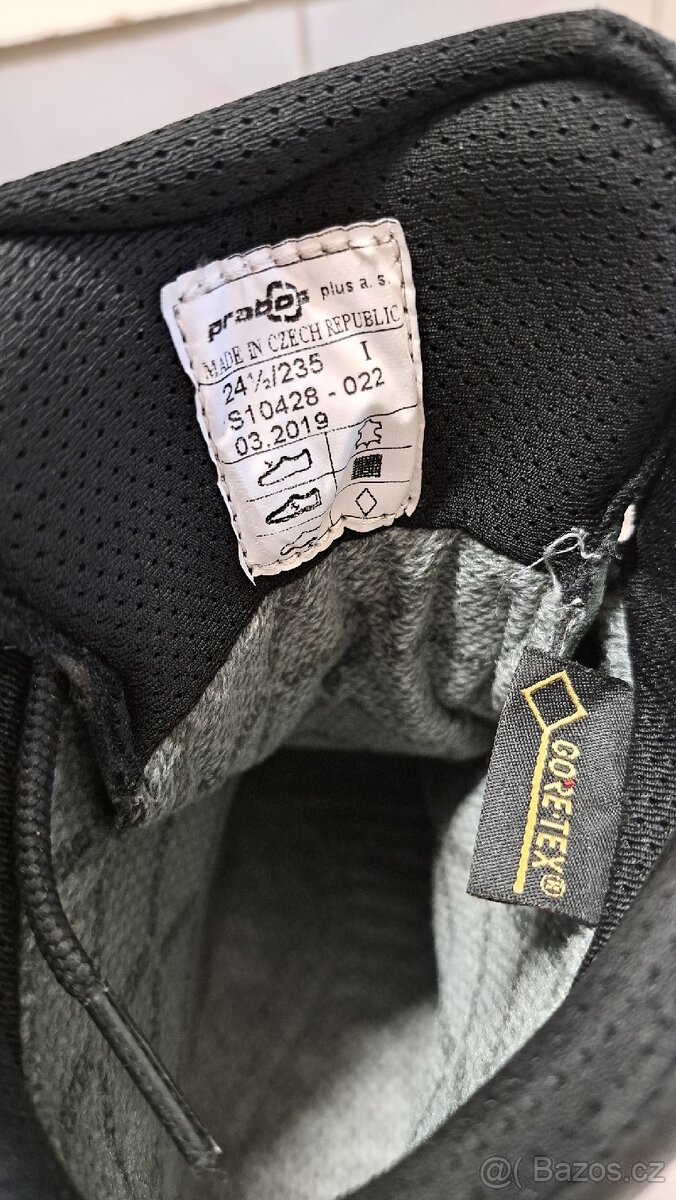 prabos plus a. s.
MADE IN CZECH REPUBLIC
24½/235 I
S10428 - 022
03.2019
GORE-TEX®
@( Bazos.cz